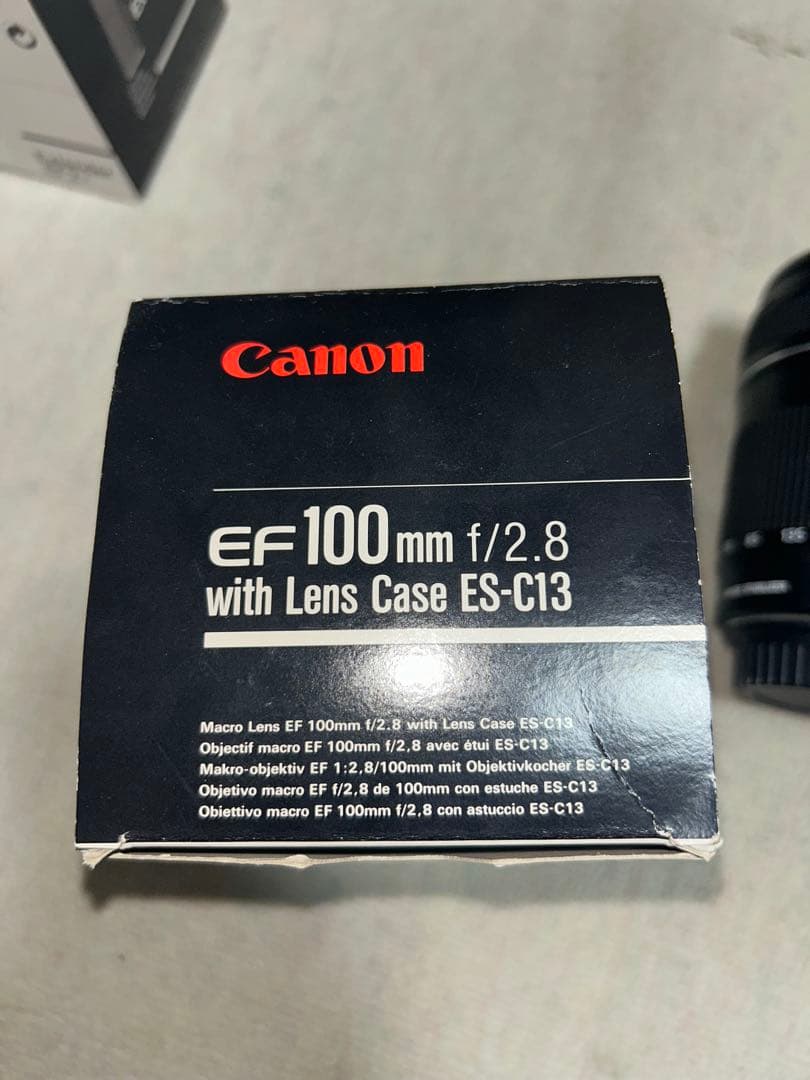 Canon
EF100mm f/2.8
with Lens Case ES-C13
Macro Lens EF 100mm f/2.8 with Lens Case ES-C13
Objectif macro EF 100mm f/2,8 avec étui ES-C13
Makro-objektiv EF 1:2,8/100mm mit Objektivkocher ES-C13
Objetivo macro EF f/2,8 de 100mm con estuche ES-C13
Obiettivo macro EF 100mm f/2,8 con astuccio ES-C13